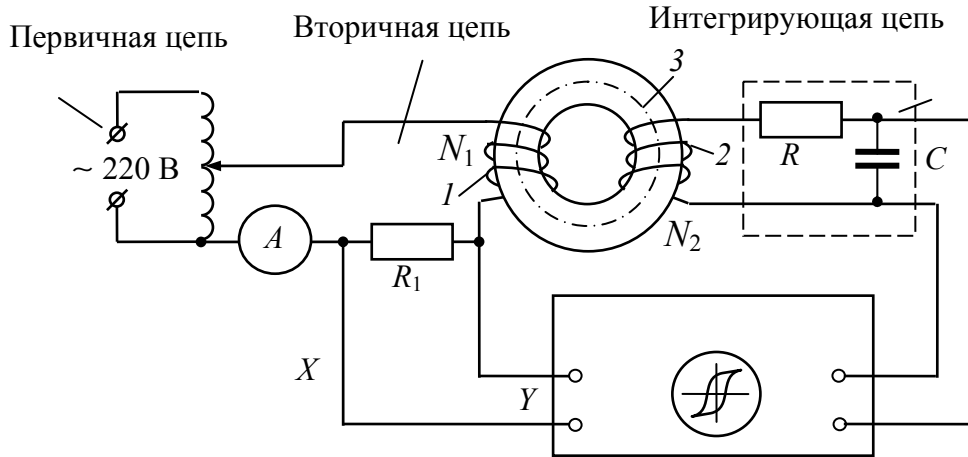 Первичная цепь
Вторичная цепь
Интегрирующая цепь
3
N₁
1
2
N₂
R
C
~ 220 В
A
R₁
X
Y